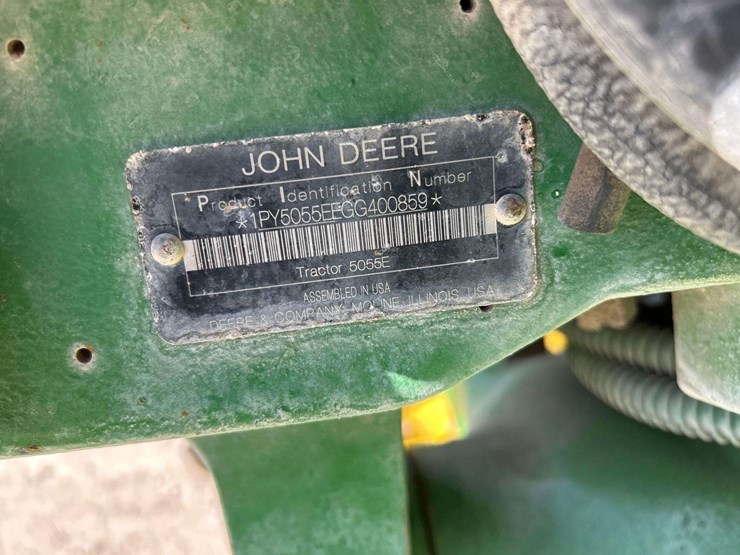 JOHN DEERE
Product Identification Number
*1PY5055EEGG400859*
Tractor 5055E
ASSEMBLED IN USA
DEERE & COMPANY MOLINE ILLINOIS USA